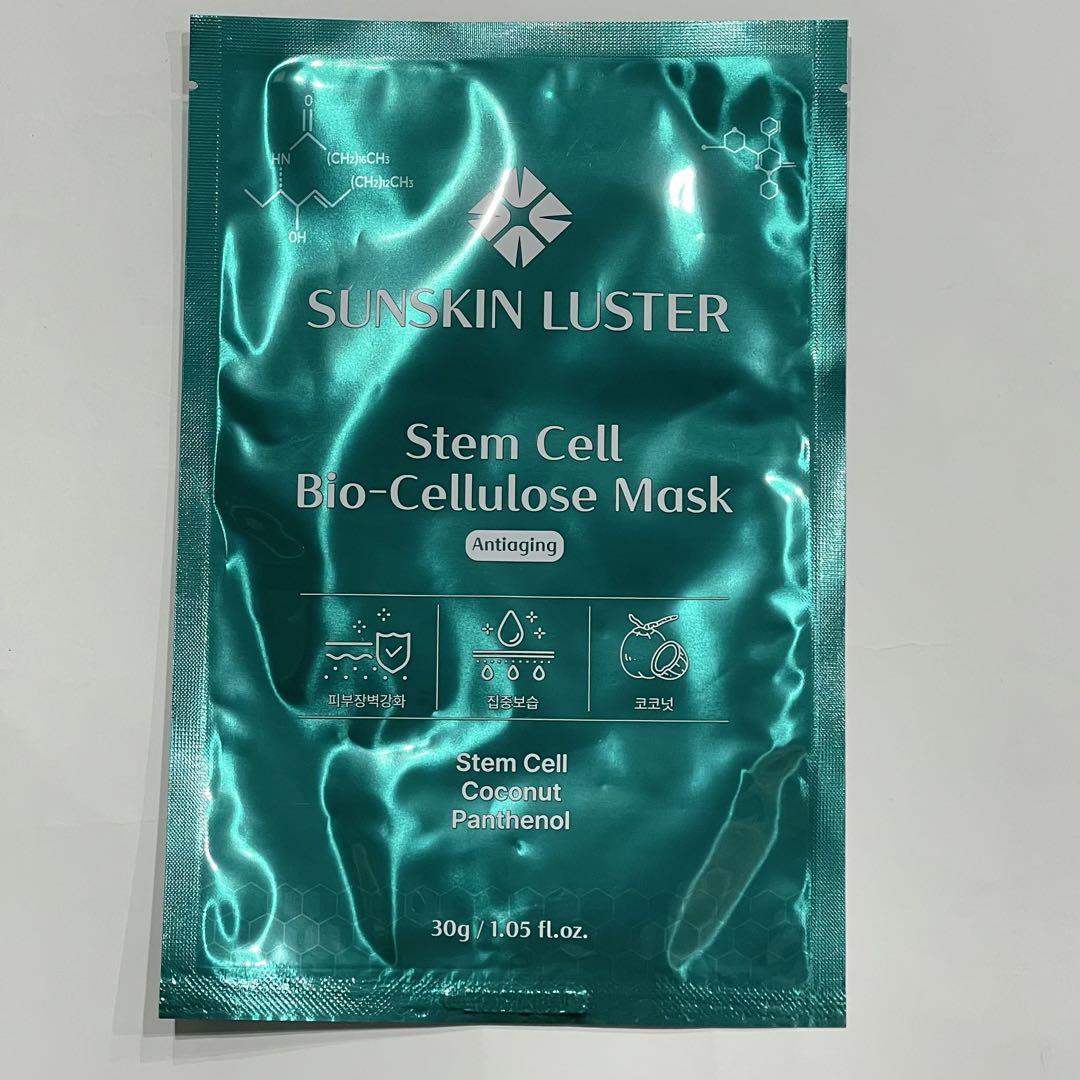 O
HN
(CH₂)₁₆CH₃
(CH₂)₁₂CH₃
OH
SUNSKIN LUSTER
Stem Cell
Bio-Cellulose Mask
Antiaging
피부장벽강화
집중보습
코코넛
Stem Cell
Coconut
Panthenol
30g / 1.05 fl.oz.